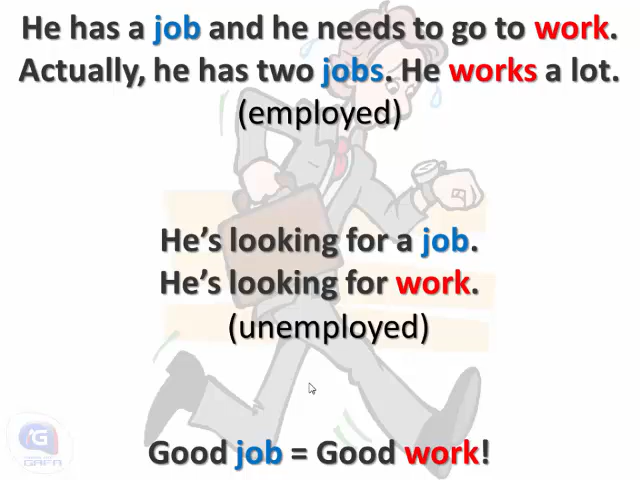 He has a job and he needs to go to work.
Actually, he has two jobs. He works a lot.
(employed)
He's looking for a job.
He's looking for work.
(unemployed)
Good job = Good work!
GAFA